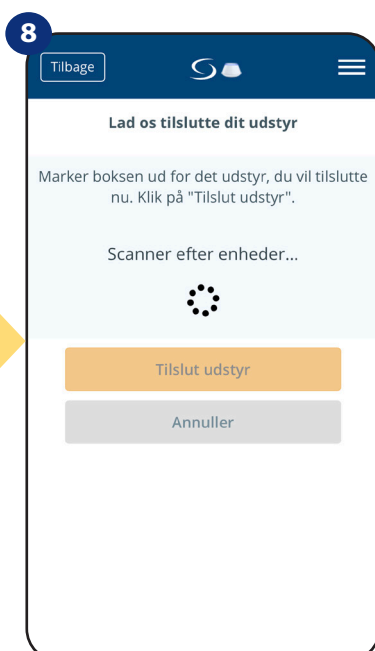 8
Tilbage
Lad os tilslutte dit udstyr
Marker boksen ud for det udstyr, du vil tilslutte
nu. Klik på "Tilslut udstyr".
Scanner efter enheder...
Tilslut udstyr
Annuller